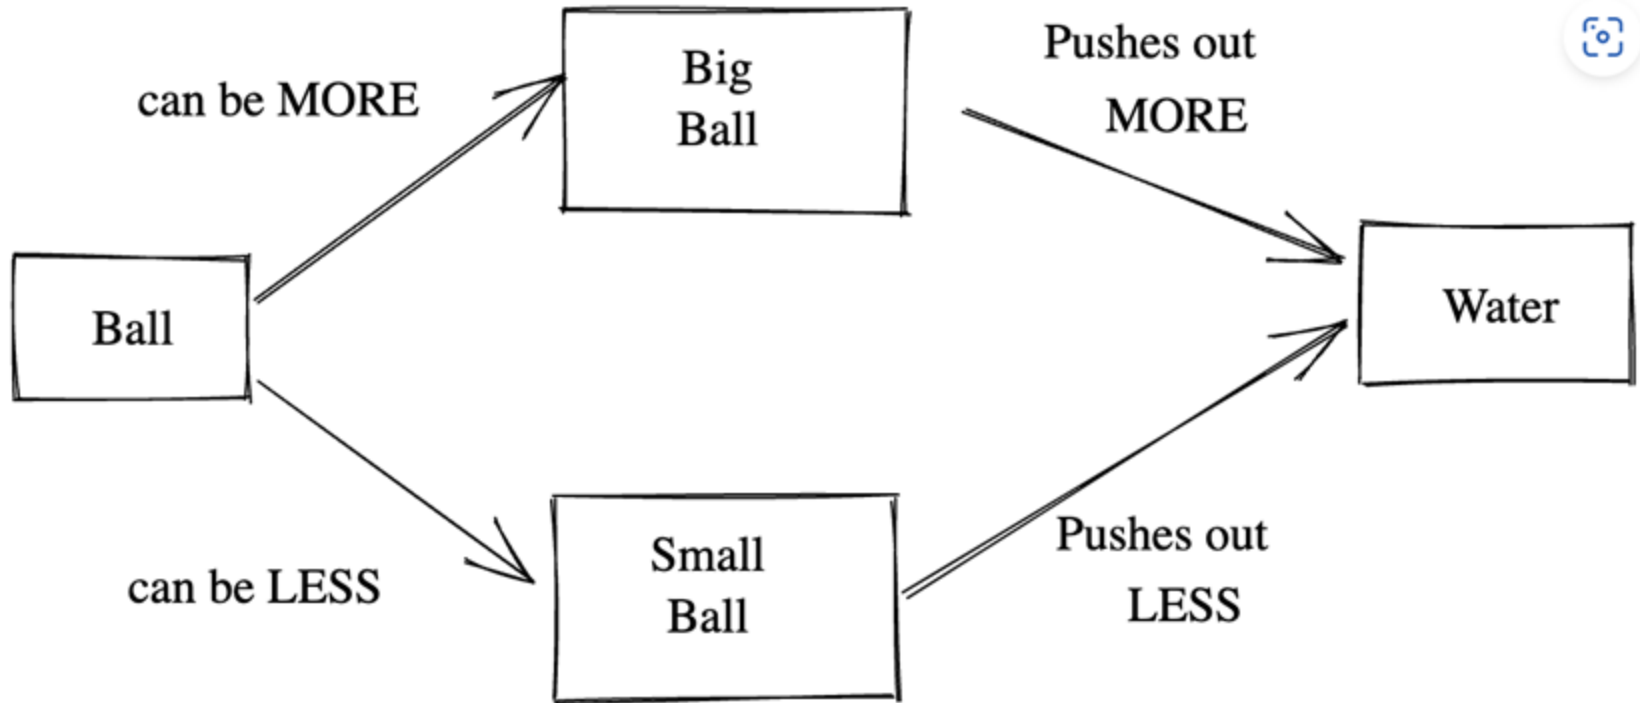 can be MORE
Big
Ball
Pushes out
MORE
Ball
Water
can be LESS
Small
Ball
Pushes out
LESS